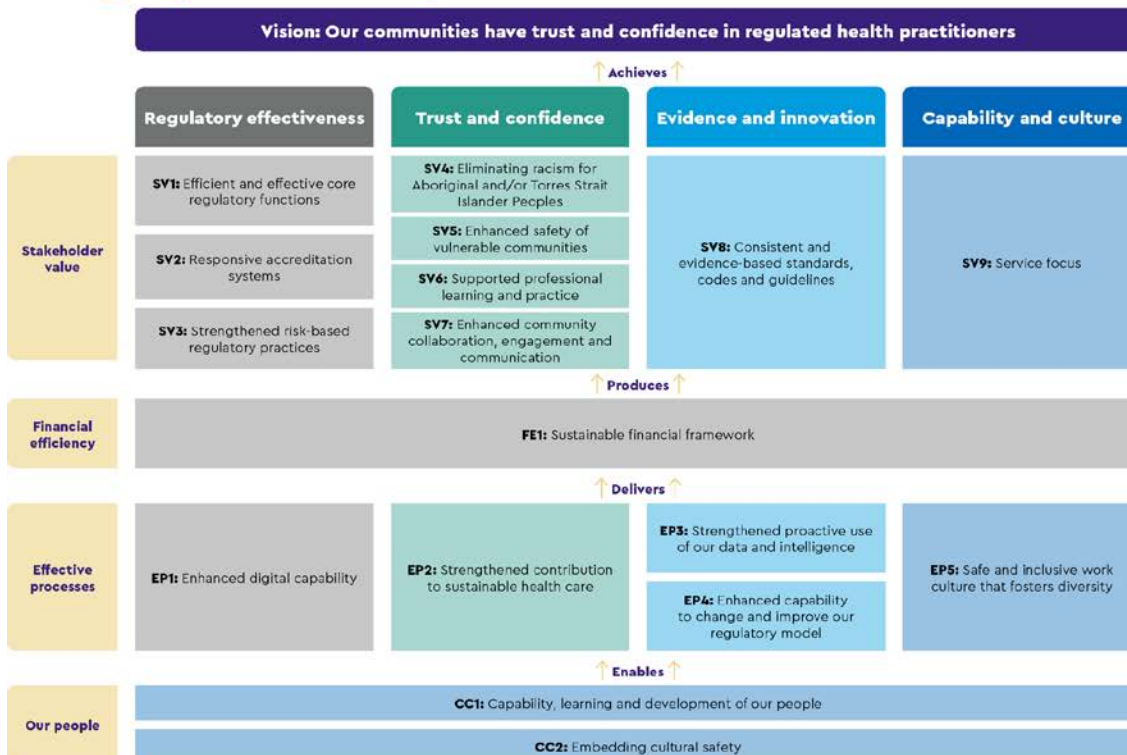 Vision: Our communities have trust and confidence in regulated health practitioners
↑ Achieves ↑
Regulatory effectiveness
Trust and confidence
Evidence and innovation
Capability and culture
Stakeholder
value
SV1: Efficient and effective core
regulatory functions
SV2: Responsive accreditation
systems
SV3: Strengthened risk-based
regulatory practices
SV4: Eliminating racism for
Aboriginal and/or Torres Strait
Islander Peoples
SV5: Enhanced safety of
vulnerable communities
SV6: Supported professional
learning and practice
SV7: Enhanced community
collaboration, engagement and
communication
SV8: Consistent and
evidence-based standards,
codes and guidelines
SV9: Service focus
↑ Produces ↑
Financial
efficiency
FE1: Sustainable financial framework
↑ Delivers ↑
Effective
processes
EP1: Enhanced digital capability
EP2: Strengthened contribution
to sustainable health care
EP3: Strengthened proactive use
of our data and intelligence
EP4: Enhanced capability
to change and improve our
regulatory model
EP5: Safe and inclusive work
culture that fosters diversity
↑ Enables ↑
Our people
CC1: Capability, learning and development of our people
CC2: Embedding cultural safety